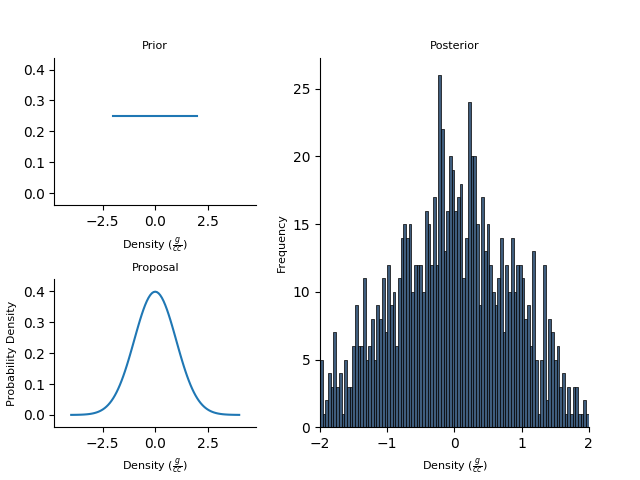 Prior
0.4
0.3
0.2
0.1
0.0
−2.5 0.0 2.5
Density (g/cc)
Proposal
Probability Density
0.4
0.3
0.2
0.1
0.0
−2.5 0.0 2.5
Density (g/cc)
Posterior
Frequency
25
20
15
10
5
0
−2 −1 0 1 2
Density (g/cc)